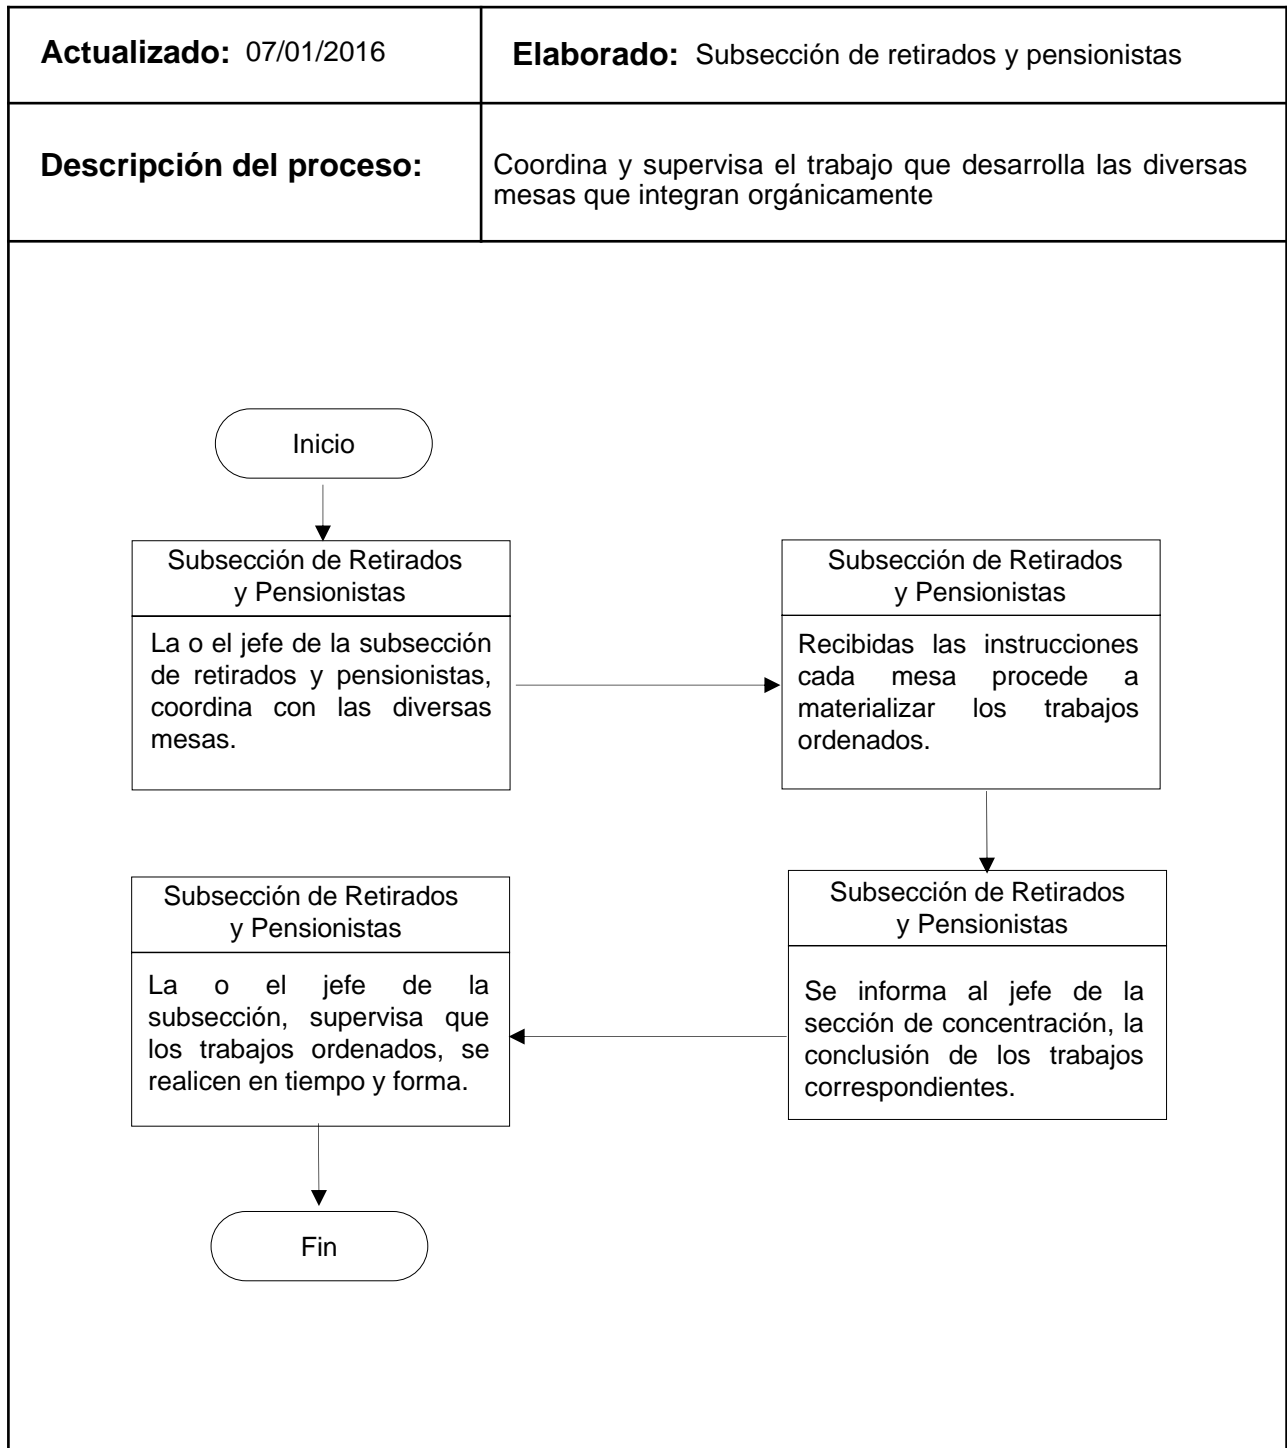 Actualizado: 07/01/2016
Elaborado: Subsección de retirados y pensionistas
Descripción del proceso:
Coordina y supervisa el trabajo que desarrolla las diversas
mesas que integran orgánicamente
Inicio
Subsección de Retirados
y Pensionistas
La o el jefe de la subsección
de retirados y pensionistas,
coordina con las diversas
mesas.
Subsección de Retirados
y Pensionistas
Recibidas las instrucciones
cada mesa procede a
materializar los trabajos
ordenados.
Subsección de Retirados
y Pensionistas
Se informa al jefe de la
sección de concentración, la
conclusión de los trabajos
correspondientes.
Subsección de Retirados
y Pensionistas
La o el jefe de la
subsección, supervisa que
los trabajos ordenados, se
realicen en tiempo y forma.
Fin